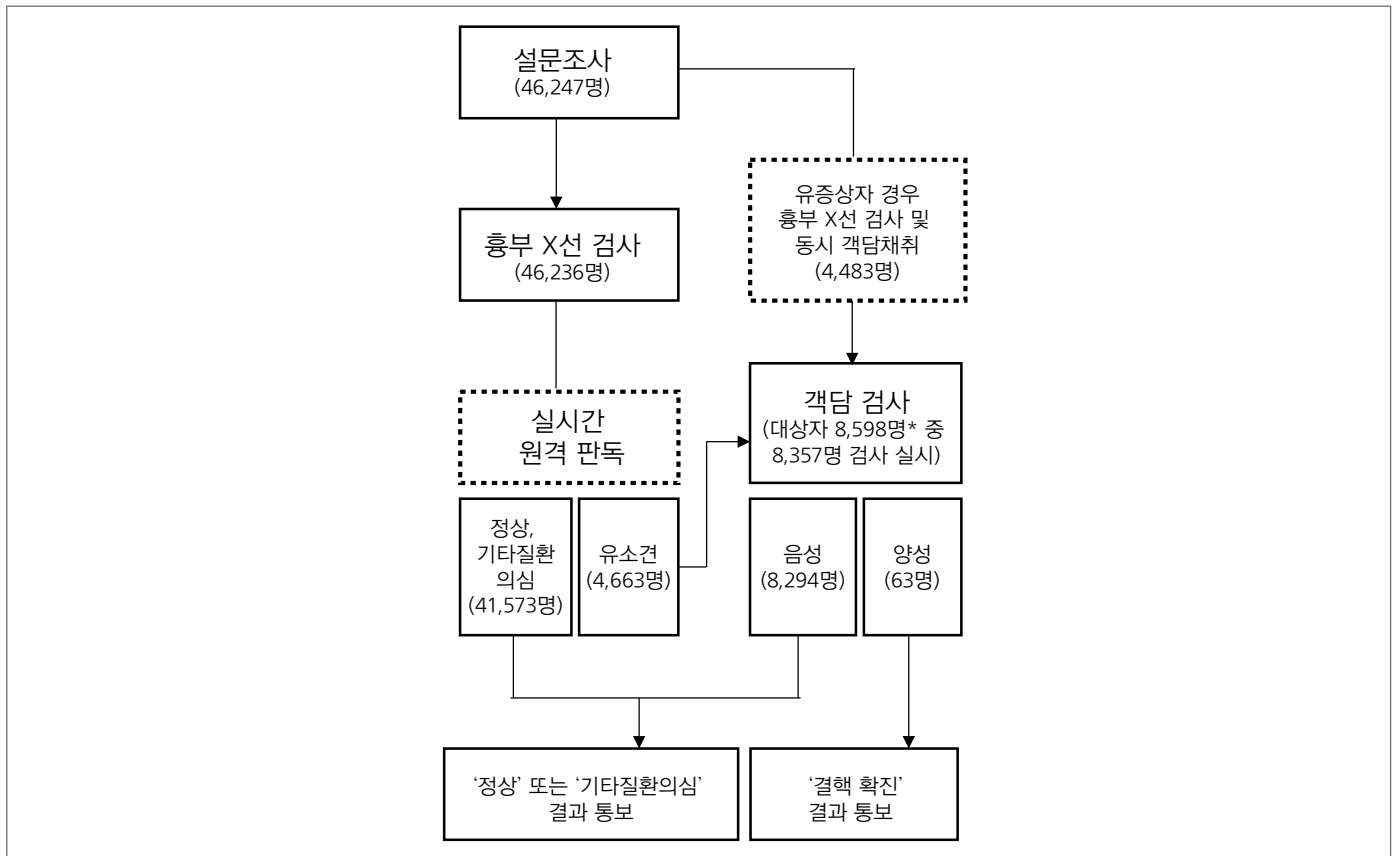 설문조사
(46,247명)
유증상자 경우
흉부 X선 검사 및
동시 객담채취
(4,483명)
흉부 X선 검사
(46,236명)
객담 검사
(대상자 8,598명* 중
8,357명 검사 실시)
실시간
원격 판독
정상,
기타질환
의심
(41,573명)
유소견
(4,663명)
음성
(8,294명)
양성
(63명)
‘정상’ 또는 ‘기타질환의심’
결과 통보
‘결핵 확진’
결과 통보